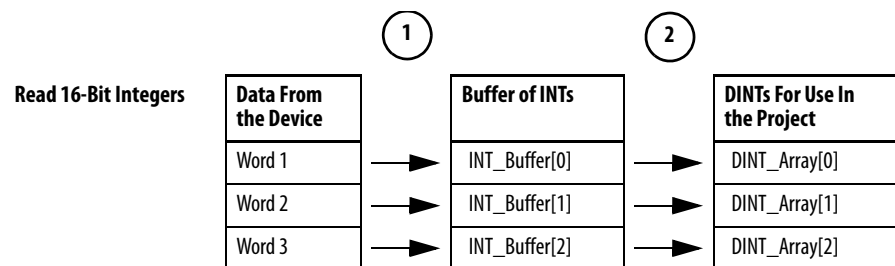 1 2
Read 16-Bit Integers Data From Buffer of INTs DINTs For Use In
the Device the Project
Word 1 INT_Buffer[0] DINT_Array[0]
Word 2 INT_Buffer[1] DINT_Array[1]
Word 3 INT_Buffer[2] DINT_Array[2]